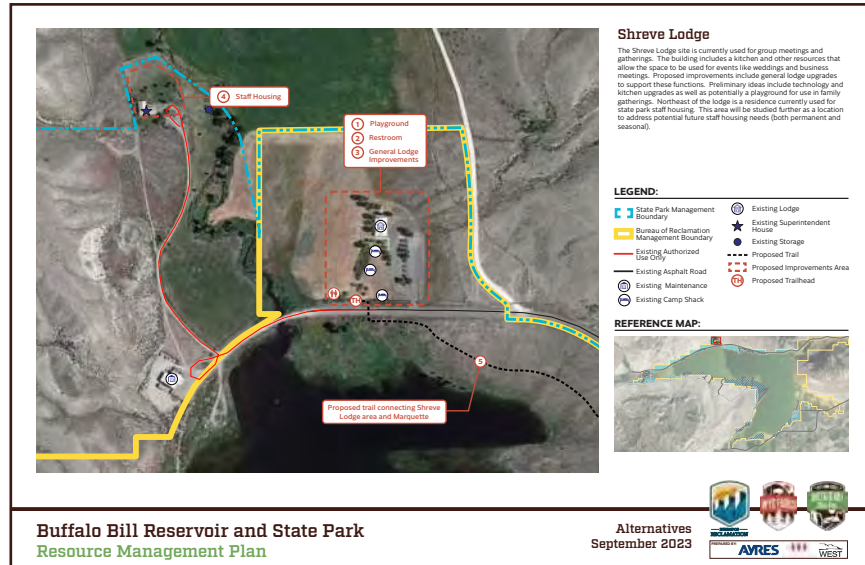 Shreve Lodge
The Shreve Lodge site is currently used for group meetings and
gatherings. The building includes a kitchen and other resources that
allow the space to be used for events like weddings and business
meetings. Proposed improvements include general lodge upgrades
to support these functions. Preliminary ideas include technology and
kitchen upgrades as well as potentially a playground for use in family
gatherings. Northeast of the lodge is a residence currently used for
state park staff housing. This area will be studied further as a location
to address potential future staff housing needs (both permanent and
seasonal).
4 Staff Housing
1 Playground
2 Restroom
3 General Lodge
Improvements
TH
5
Proposed trail connecting Shreve
Lodge area and Marquette
LEGEND:
State Park Management
Boundary
Bureau of Reclamation
Management Boundary
Existing Authorized
Use Only
Existing Asphalt Road
Existing Maintenance
Existing Camp Shack
Existing Lodge
Existing Superintendent
House
Existing Storage
Proposed Trail
Proposed Improvements Area
TH Proposed Trailhead
REFERENCE MAP:
Buffalo Bill Reservoir and State Park
Resource Management Plan
Alternatives
September 2023
RECLAMATION
PREPARED BY:
AYRES
WEST